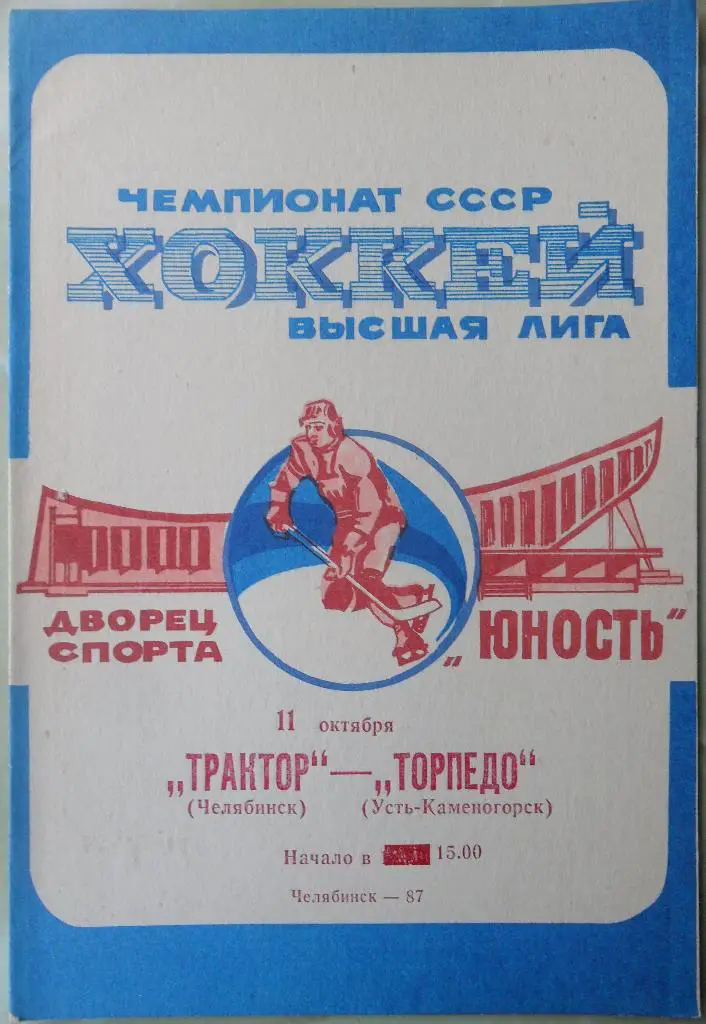 ЧЕМПИОНАТ СССР
ХОККЕЙ
ВЫСШАЯ ЛИГА
ДВОРЕЦ
СПОРТА
„ЮНОСТЬ“
11 октября
„ТРАКТОР“ — „ТОРПЕДО“
(Челябинск) (Усть-Каменогорск)
Начало в 15.00
Челябинск — 87